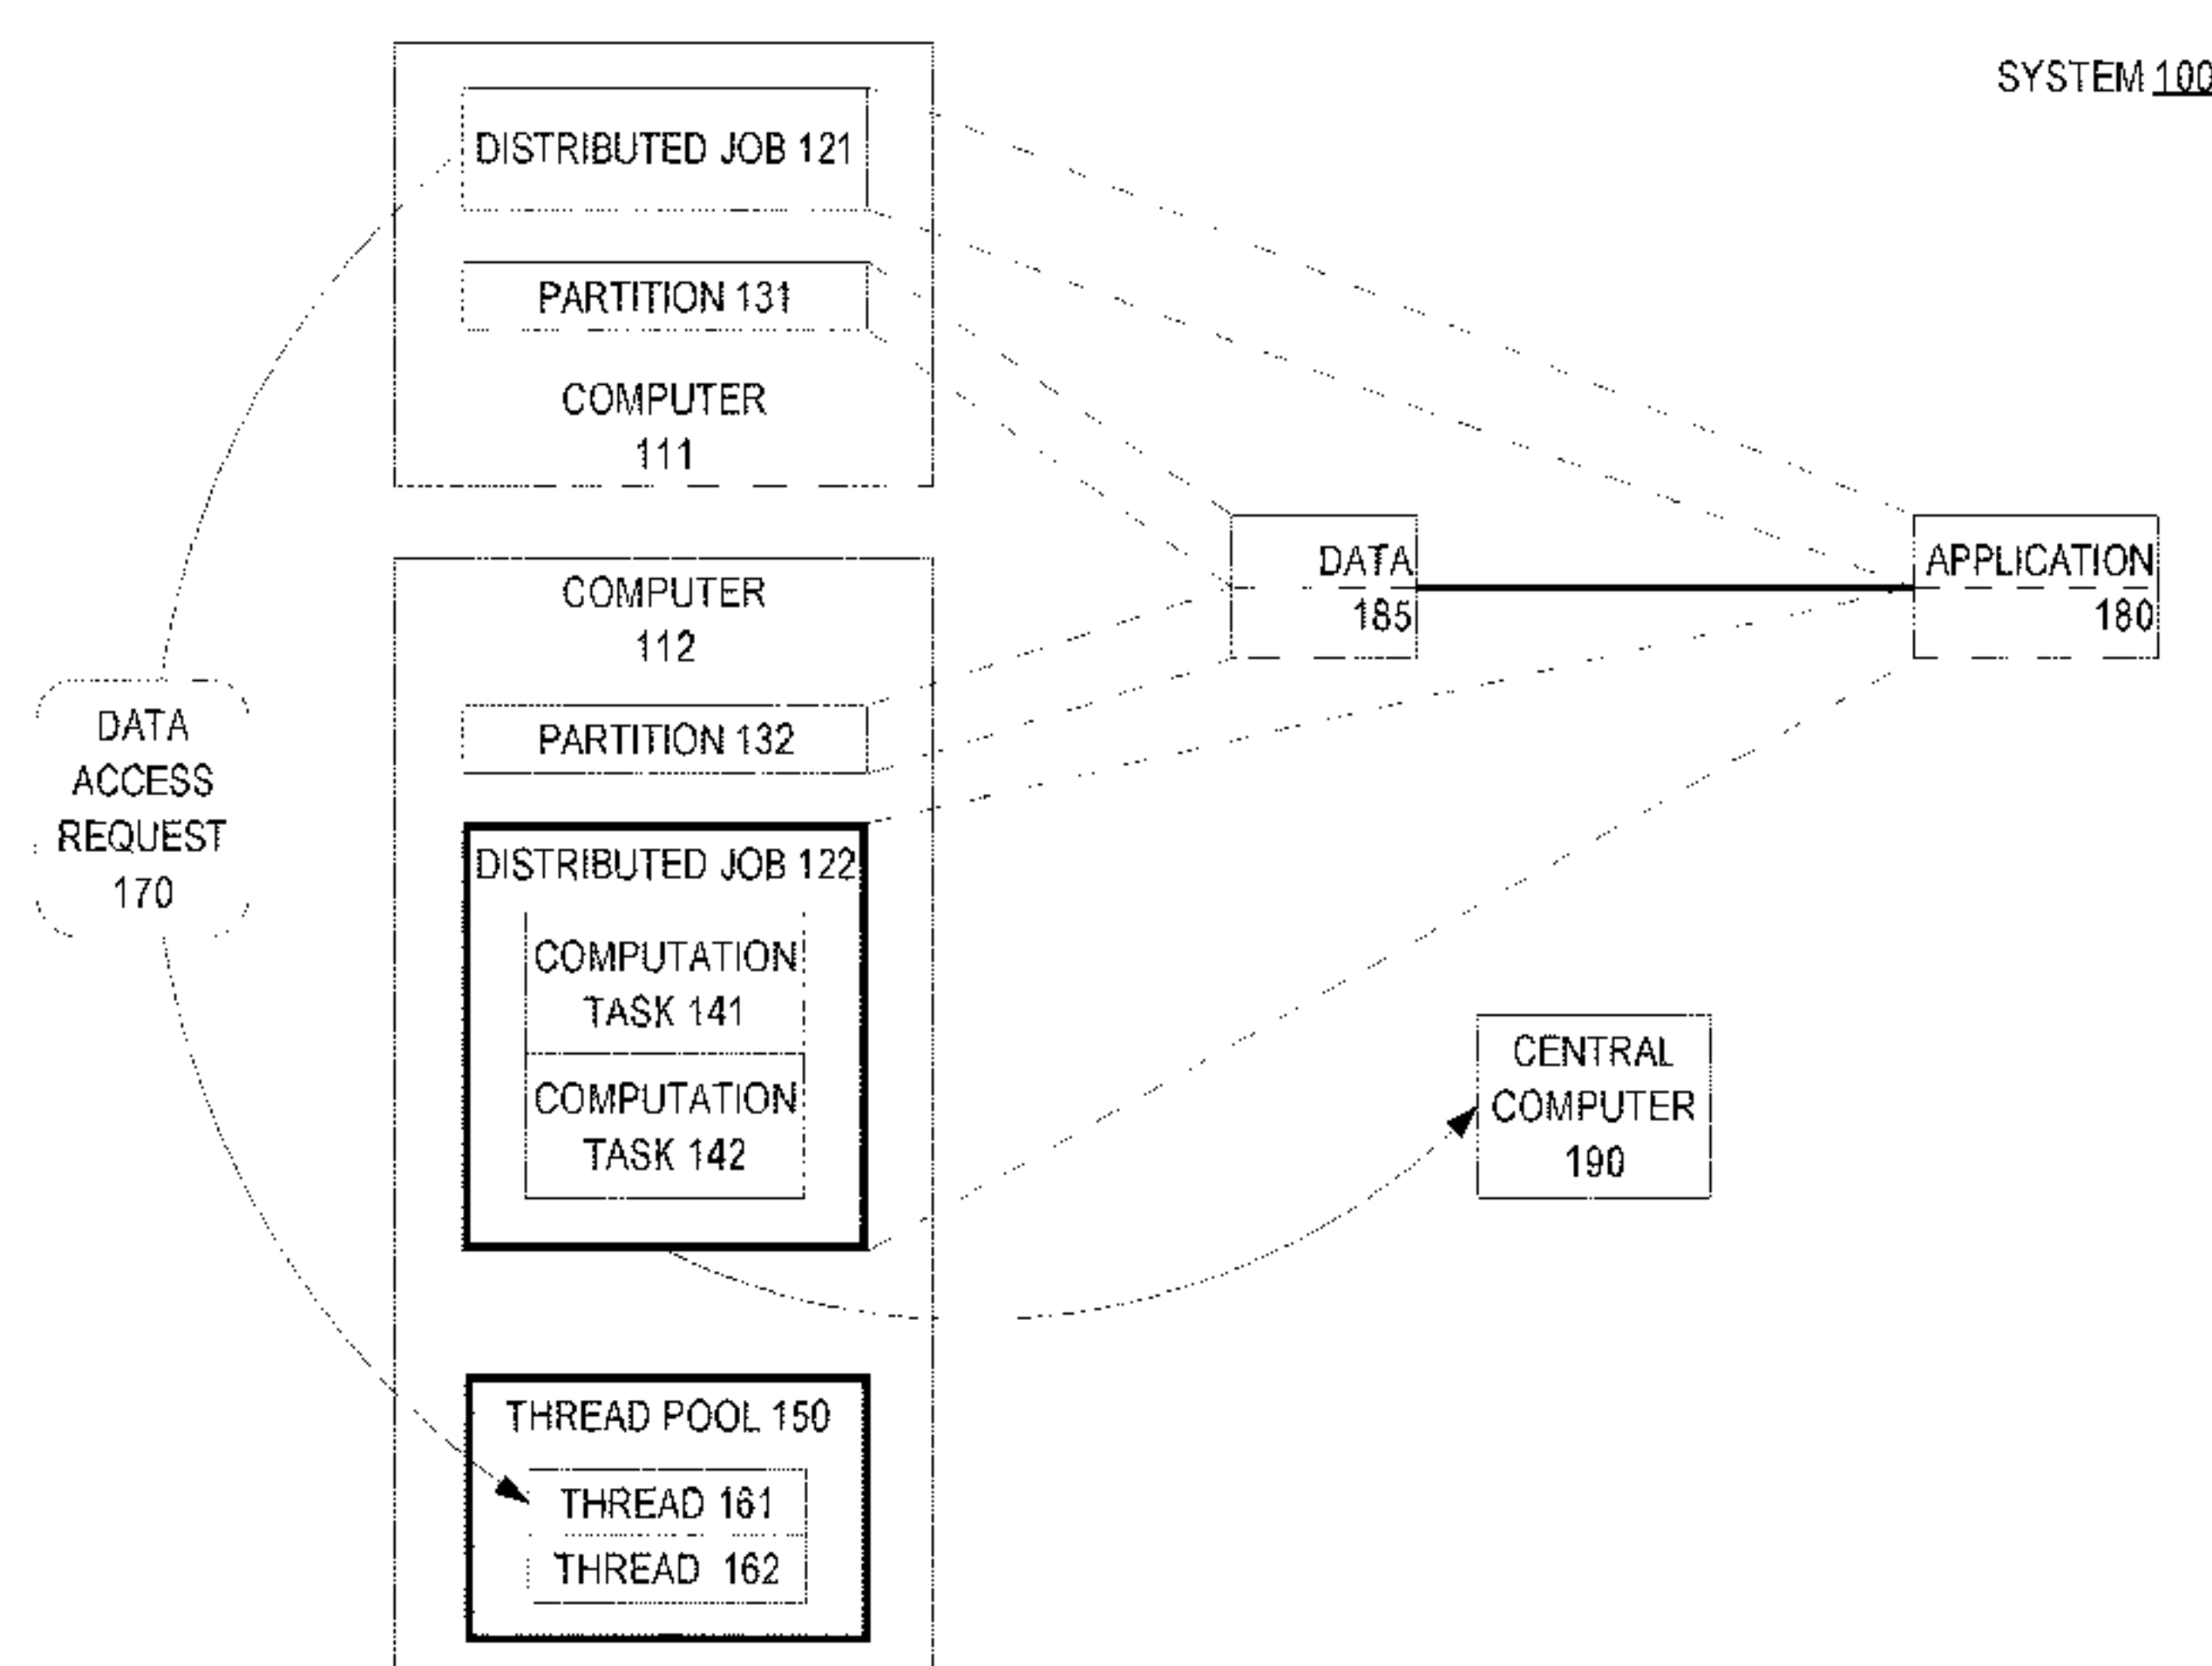 SYSTEM 100
DISTRIBUTED JOB 121
PARTITION 131
COMPUTER
111
COMPUTER
112
PARTITION 132
DISTRIBUTED JOB 122
COMPUTATION
TASK 141
COMPUTATION
TASK 142
THREAD POOL 150
THREAD 161
THREAD 162
DATA
ACCESS
REQUEST
170
DATA
185
APPLICATION
180
CENTRAL
COMPUTER
190